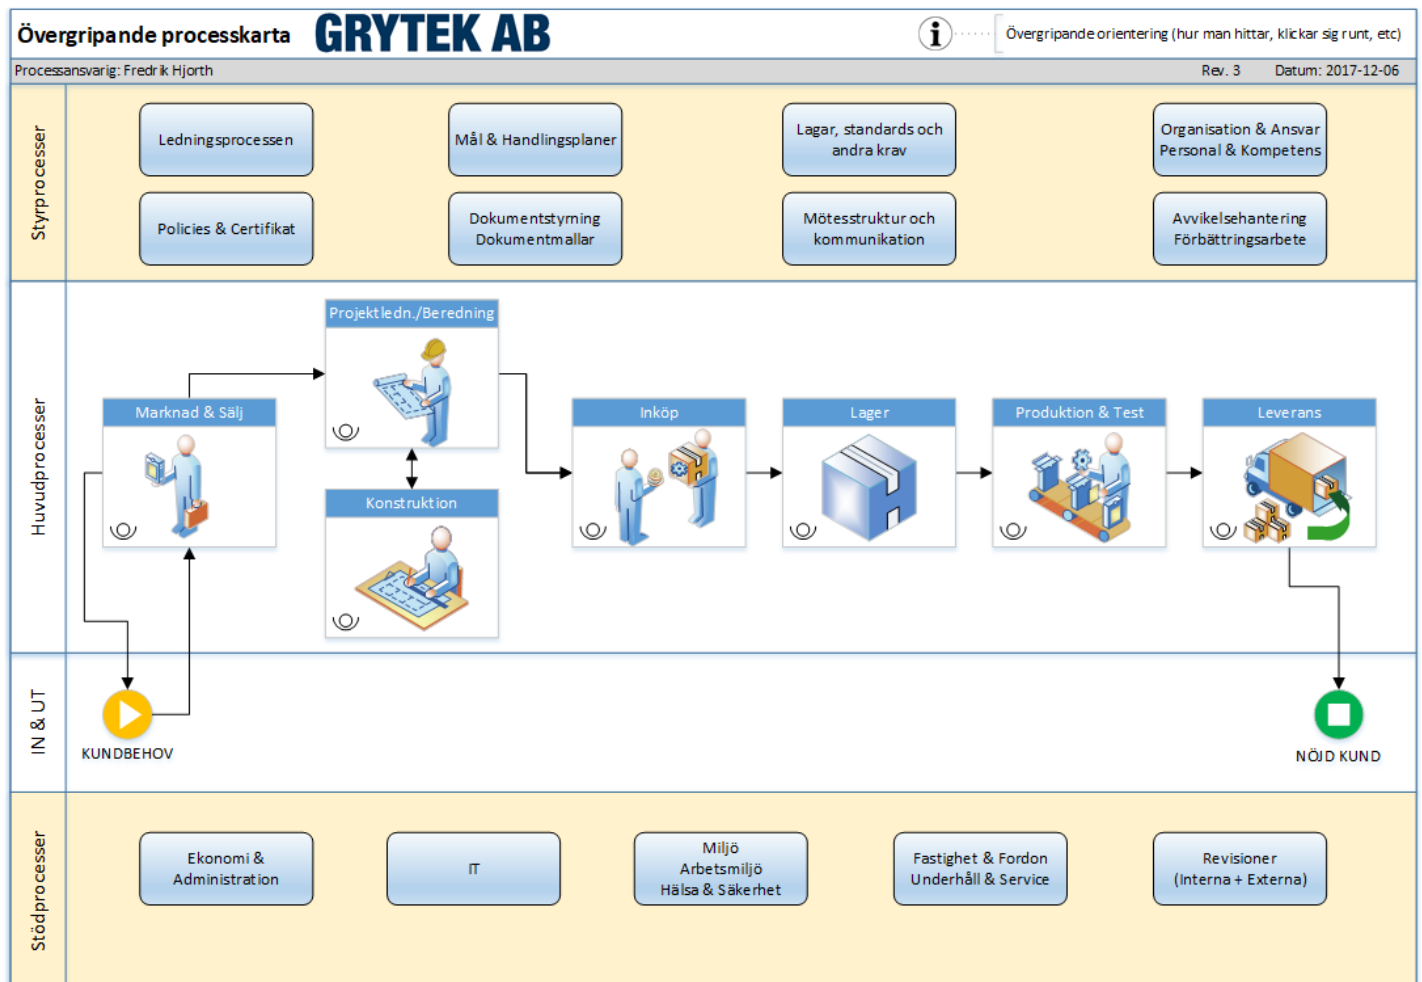 Övergripande processkarta GRYTEK AB
Övergripande orientering (hur man hittar, klickar sig runt, etc)
Processansvarig: Fredrik Hjorth
Rev. 3 Datum: 2017-12-06
Styrprocesser
Ledningsprocessen
Mål & Handlingsplaner
Lagar, standards och
andra krav
Organisation & Ansvar
Personal & Kompetens
Policies & Certifikat
Dokumentstyrning
Dokumentmallar
Mötesstruktur och
kommunikation
Avvikelsehantering
Förbättringsarbete
Huvudprocesser
Projektledn./Beredning
Marknad & Sälj
Konstruktion
Inköp
Lager
Produktion & Test
Leverans
IN & UT
KUNDBEHOV
NÖJD KUND
Stödprocesser
Ekonomi &
Administration
IT
Miljö
Arbetsmiljö
Hälsa & Säkerhet
Fastighet & Fordon
Underhåll & Service
Revisioner
(Interna + Externa)